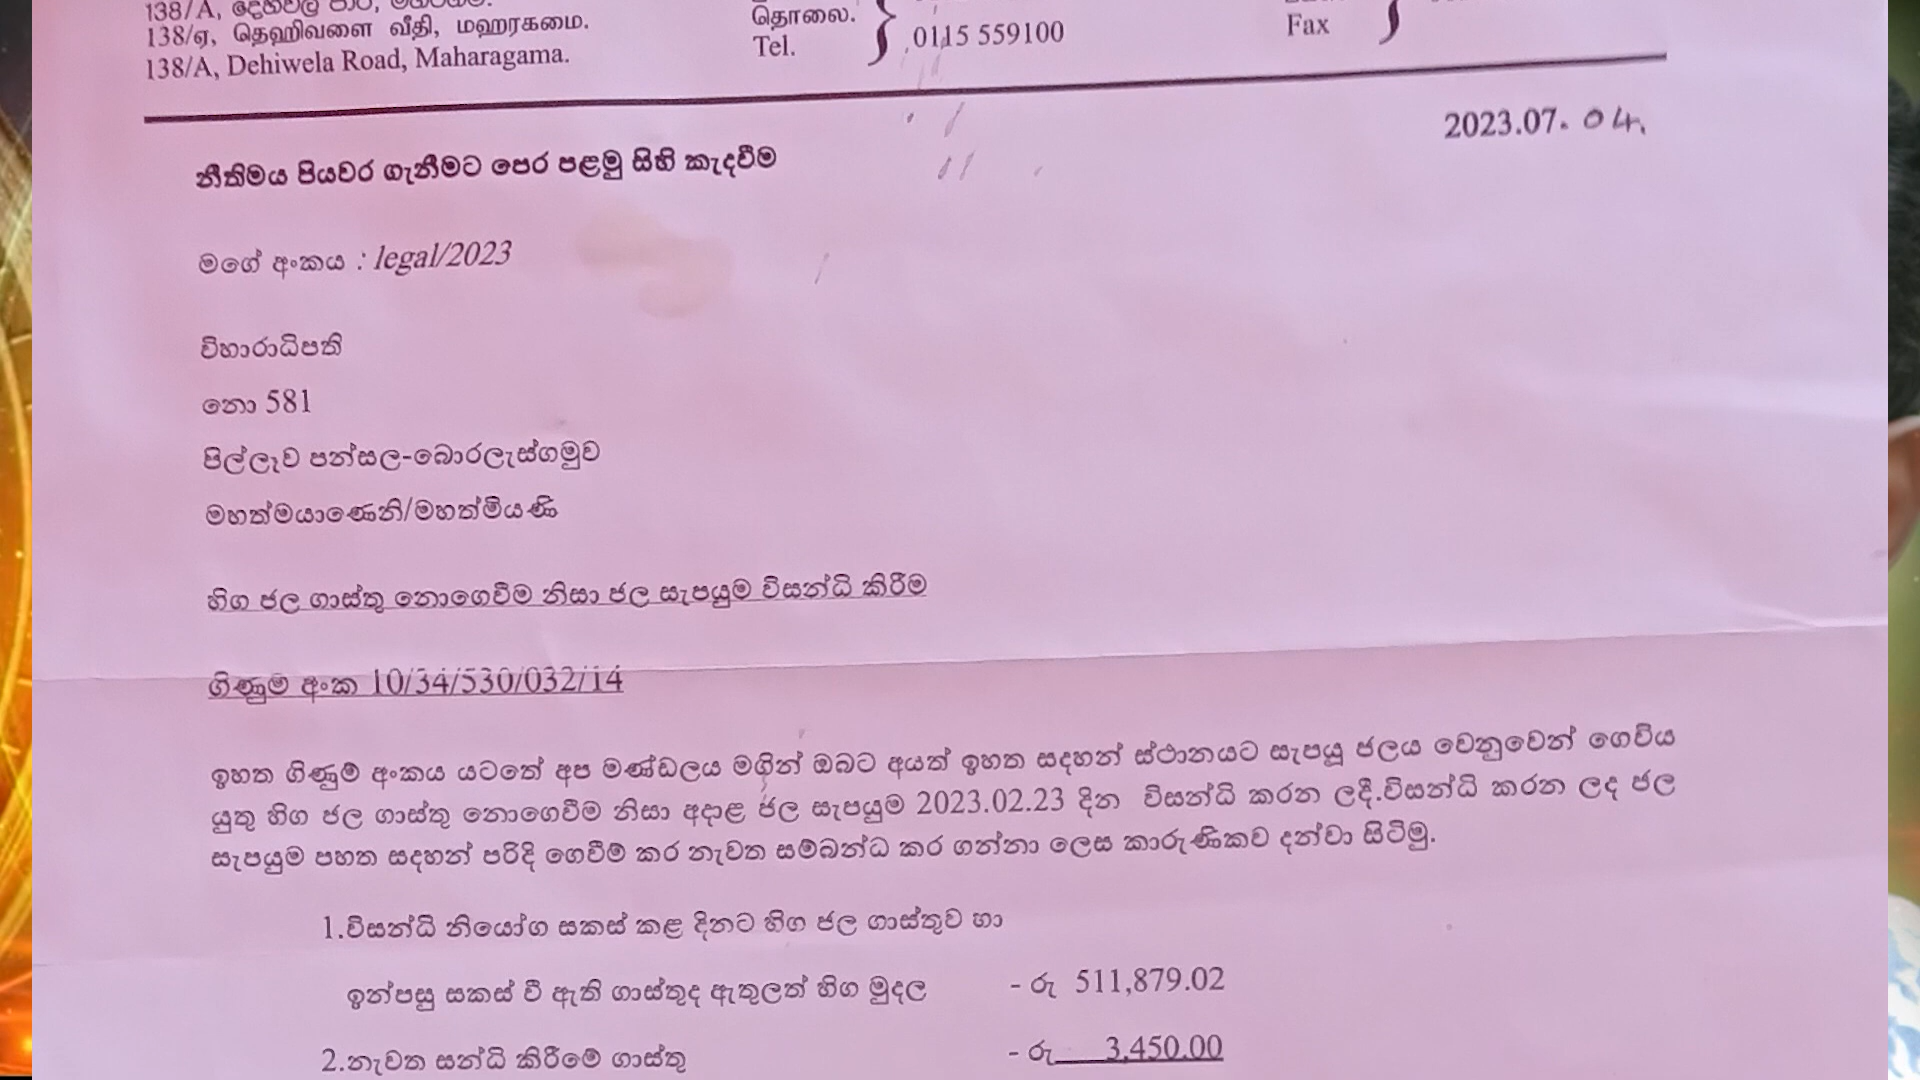 138/A,
138/ஏ, தெஹிவளை வீதி, மஹரகமை.
138/A, Dehiwela Road, Maharagama.
தொலை.
Tel.
0115 559100
Fax
2023.07. 04.
නීතිමය පියවර ගැනීමට පෙර පළමු සිහි කැදවීම
මගේ අංකය : legal/2023
විහාරාධිපති
නො 581
පිල්ලෑව පන්සල-බොරලැස්ගමුව
මහත්මයාණෙනි/මහත්මියණි
හිග ජල ගාස්තු නොගෙවීම නිසා ජල සැපයුම විසන්ධි කිරීම
ගිණුම් අංක 10/34/530/032/14
ඉහත ගිණුම් අංකය යටතේ අප මණ්ඩලය මගින් ඔබට අයත් ඉහත සදහන් ස්ථානයට සැපයූ ජලය වෙනුවෙන් ගෙවිය
යුතු හිග ජල ගාස්තු නොගෙවීම නිසා අදාළ ජල සැපයුම 2023.02.23 දින විසන්ධි කරන ලදී.විසන්ධි කරන ලද ජල
සැපයුම පහත සදහන් පරිදි ගෙවීම් කර නැවත සම්බන්ධ කර ගන්නා ලෙස කාරුණිකව දන්වා සිටිමු.
1.විසන්ධි නියෝග සකස් කළ දිනට හිග ජල ගාස්තුව හා
ඉන්පසු සකස් වී ඇති ගාස්තුද ඇතුලත් හිග මුදල - රු 511,879.02
2.නැවත සන්ධි කිරීමේ ගාස්තු - රු 3,450.00